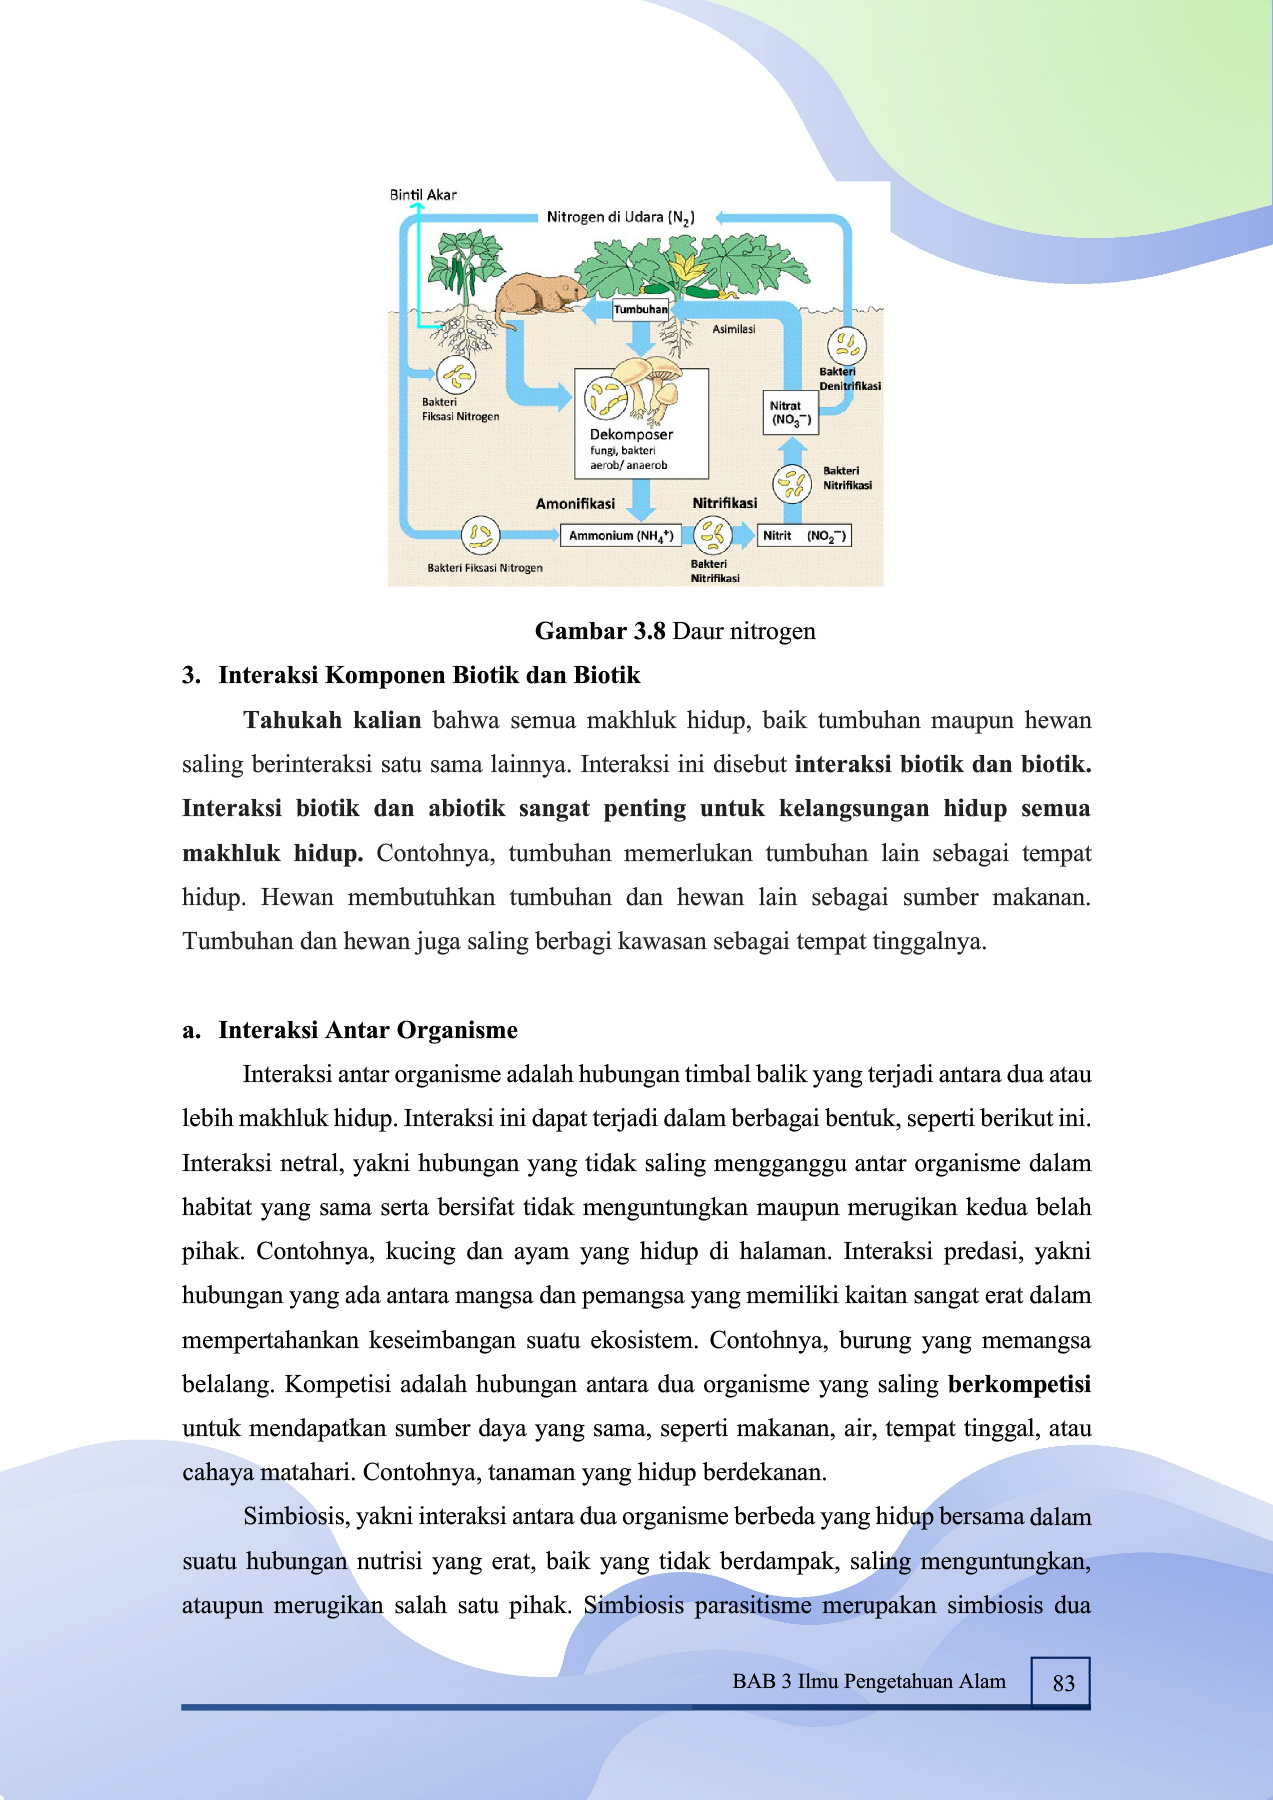 Bintil Akar
Nitrogen di Udara (N₂)
Tumbuhan
Asimilasi
Bakteri
Denitrifikasi
Bakteri
Fiksasi Nitrogen
Nitrat
(NO₃⁻)
Dekomposer
fungi, bakteri
aerob/ anaerob
Bakteri
Nitrifikasi
Amonifikasi
Nitrifikasi
Ammonium (NH₄⁺)
Nitrit (NO₂⁻)
Bakteri Fiksasi Nitrogen
Bakteri
Nitrifikasi
Gambar 3.8 Daur nitrogen
3. Interaksi Komponen Biotik dan Biotik
Tahukah kalian bahwa semua makhluk hidup, baik tumbuhan maupun hewan
saling berinteraksi satu sama lainnya. Interaksi ini disebut interaksi biotik dan biotik.
Interaksi biotik dan abiotik sangat penting untuk kelangsungan hidup semua
makhluk hidup. Contohnya, tumbuhan memerlukan tumbuhan lain sebagai tempat
hidup. Hewan membutuhkan tumbuhan dan hewan lain sebagai sumber makanan.
Tumbuhan dan hewan juga saling berbagi kawasan sebagai tempat tinggalnya.
a. Interaksi Antar Organisme
Interaksi antar organisme adalah hubungan timbal balik yang terjadi antara dua atau
lebih makhluk hidup. Interaksi ini dapat terjadi dalam berbagai bentuk, seperti berikut ini.
Interaksi netral, yakni hubungan yang tidak saling mengganggu antar organisme dalam
habitat yang sama serta bersifat tidak menguntungkan maupun merugikan kedua belah
pihak. Contohnya, kucing dan ayam yang hidup di halaman. Interaksi predasi, yakni
hubungan yang ada antara mangsa dan pemangsa yang memiliki kaitan sangat erat dalam
mempertahankan keseimbangan suatu ekosistem. Contohnya, burung yang memangsa
belalang. Kompetisi adalah hubungan antara dua organisme yang saling berkompetisi
untuk mendapatkan sumber daya yang sama, seperti makanan, air, tempat tinggal, atau
cahaya matahari. Contohnya, tanaman yang hidup berdekanan.
Simbiosis, yakni interaksi antara dua organisme berbeda yang hidup bersama dalam
suatu hubungan nutrisi yang erat, baik yang tidak berdampak, saling menguntungkan,
ataupun merugikan salah satu pihak. Simbiosis parasitisme merupakan simbiosis dua
BAB 3 Ilmu Pengetahuan Alam 83